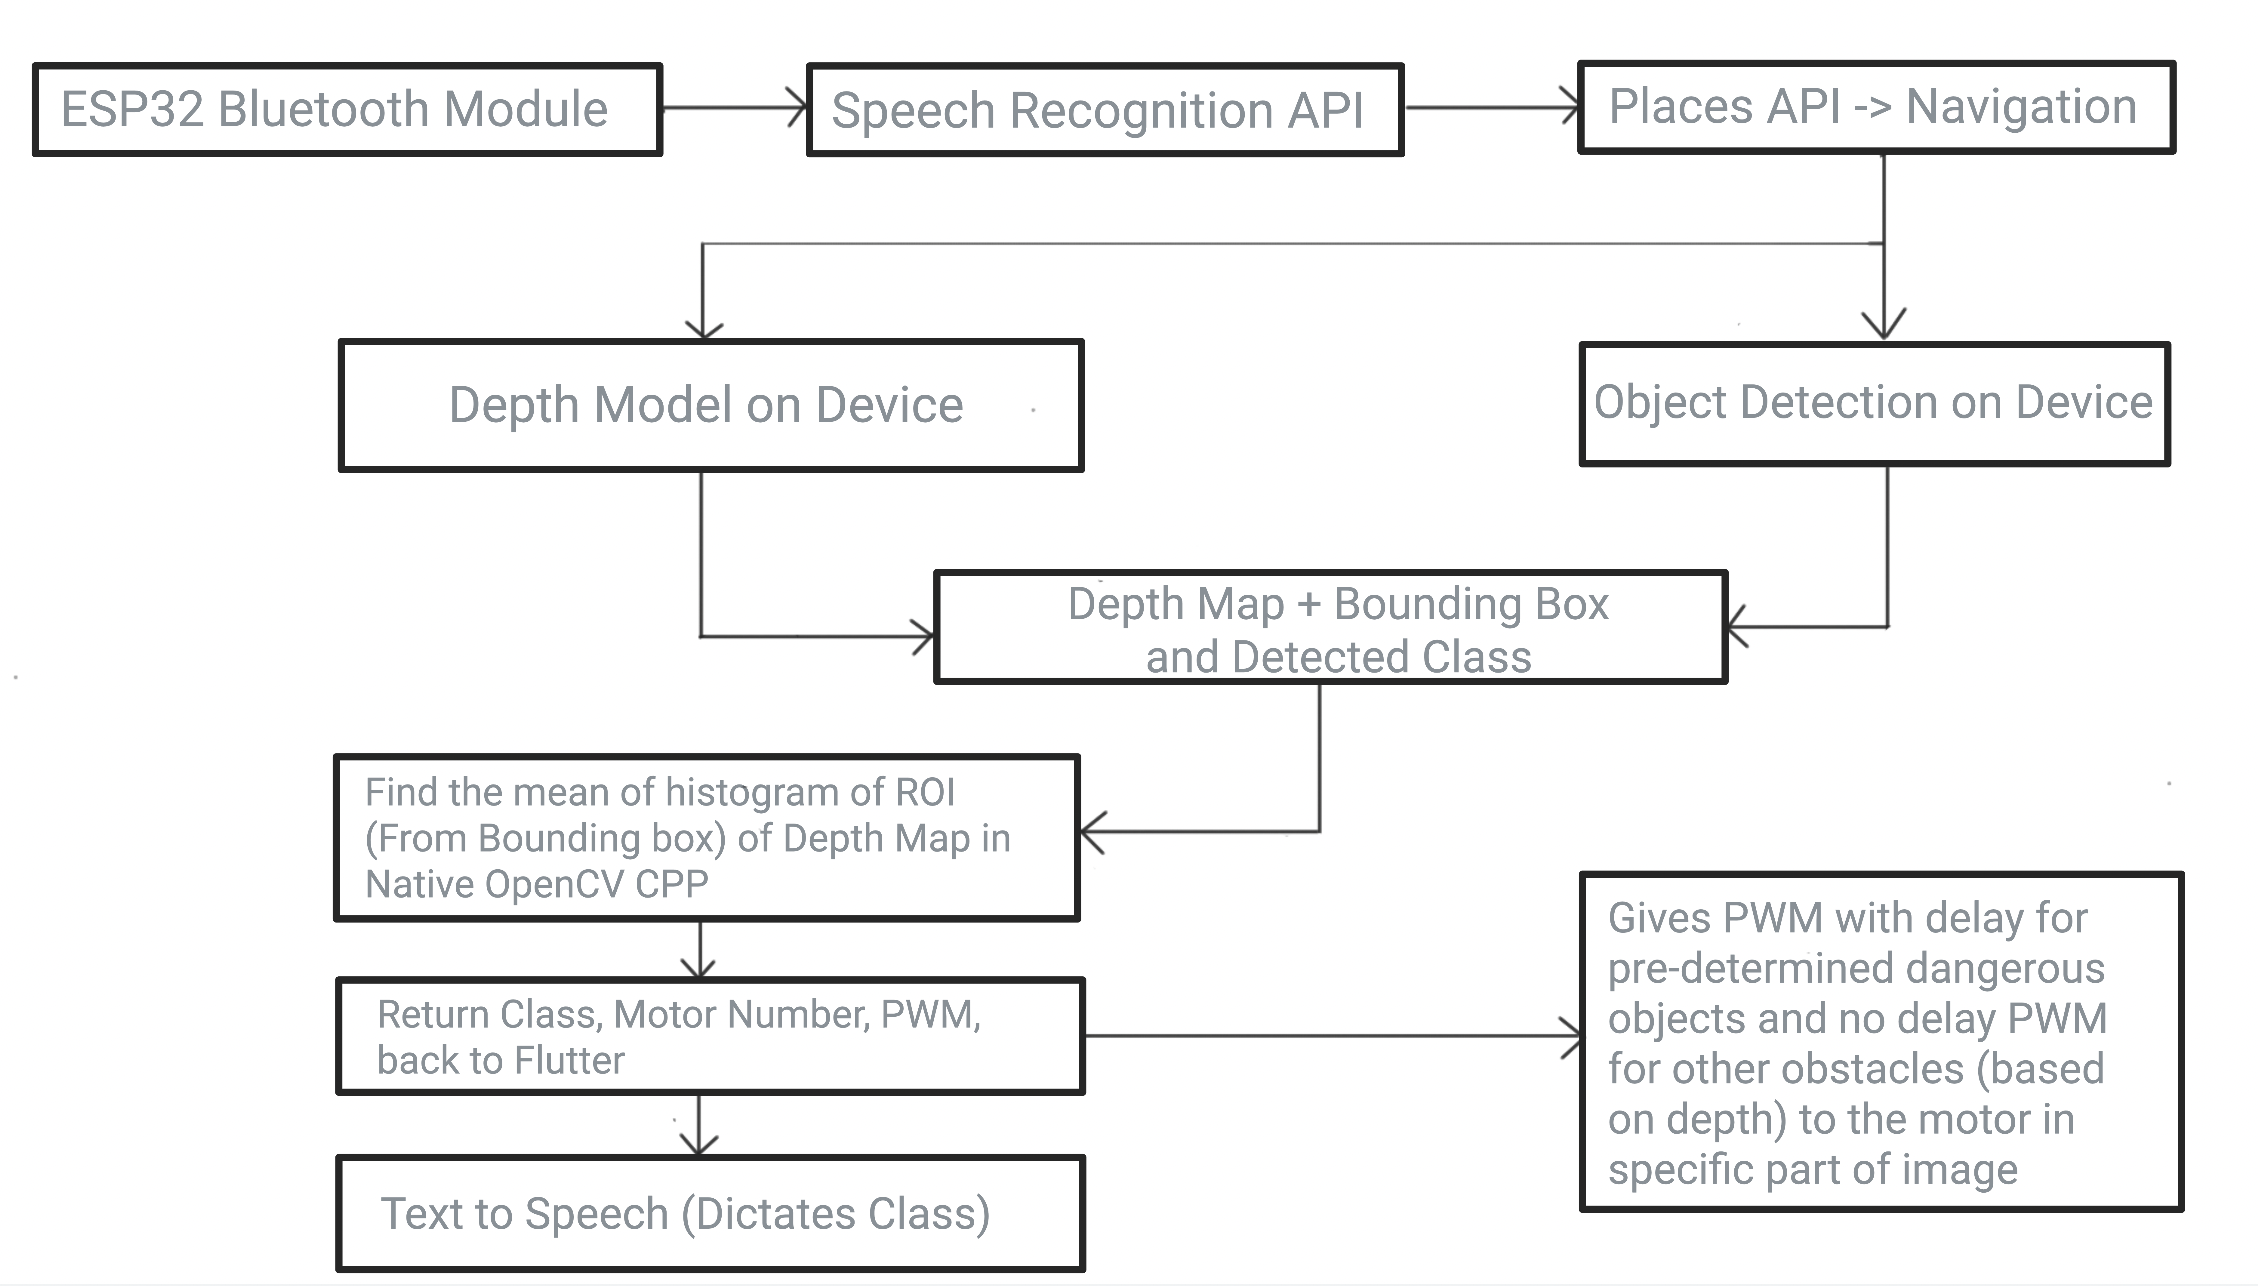 ESP32 Bluetooth Module
Speech Recognition API
Places API -> Navigation
Depth Model on Device
Object Detection on Device
Depth Map + Bounding Box
and Detected Class
Find the mean of histogram of ROI
(From Bounding box) of Depth Map in
Native OpenCV CPP
Return Class, Motor Number, PWM,
back to Flutter
Gives PWM with delay for
pre-determined dangerous
objects and no delay PWM
for other obstacles (based
on depth) to the motor in
specific part of image
Text to Speech (Dictates Class)